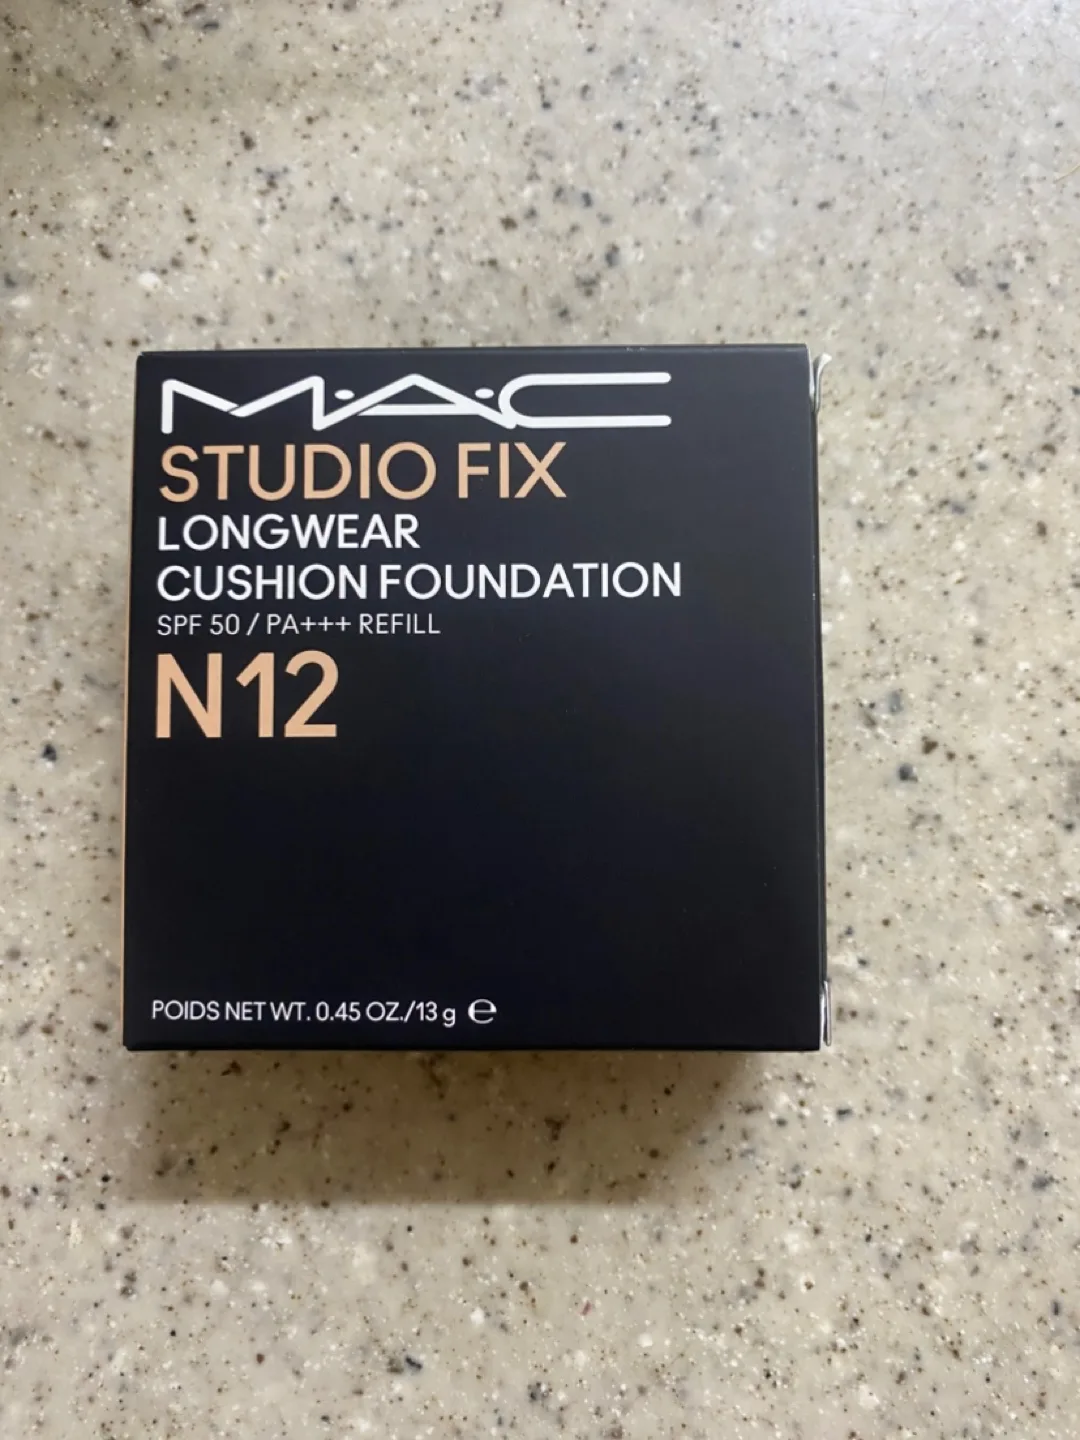 M·A·C
STUDIO FIX
LONGWEAR
CUSHION FOUNDATION
SPF 50 / PA+++ REFILL
N12
POIDS NET WT. 0.45 OZ./13 g ℮